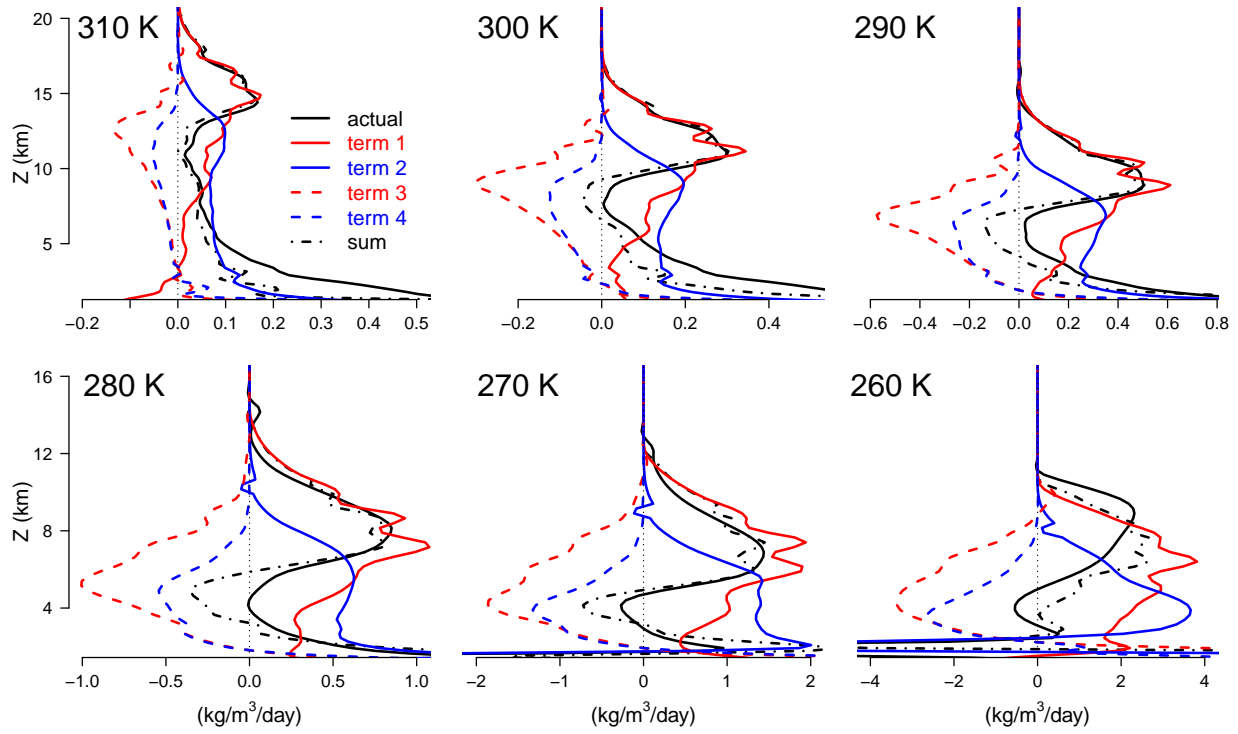 310 K
300 K
290 K
20
15
10
5
Z (km)
actual
term 1
term 2
term 3
term 4
sum
−0.2 0.0 0.1 0.2 0.3 0.4 0.5
−0.2 0.0 0.2 0.4
−0.6 −0.4 −0.2 0.0 0.2 0.4 0.6 0.8
280 K
270 K
260 K
16
12
8
4
Z (km)
−1.0 −0.5 0.0 0.5 1.0
−2 −1 0 1 2
−4 −2 0 2 4
(kg/m³/day)
(kg/m³/day)
(kg/m³/day)